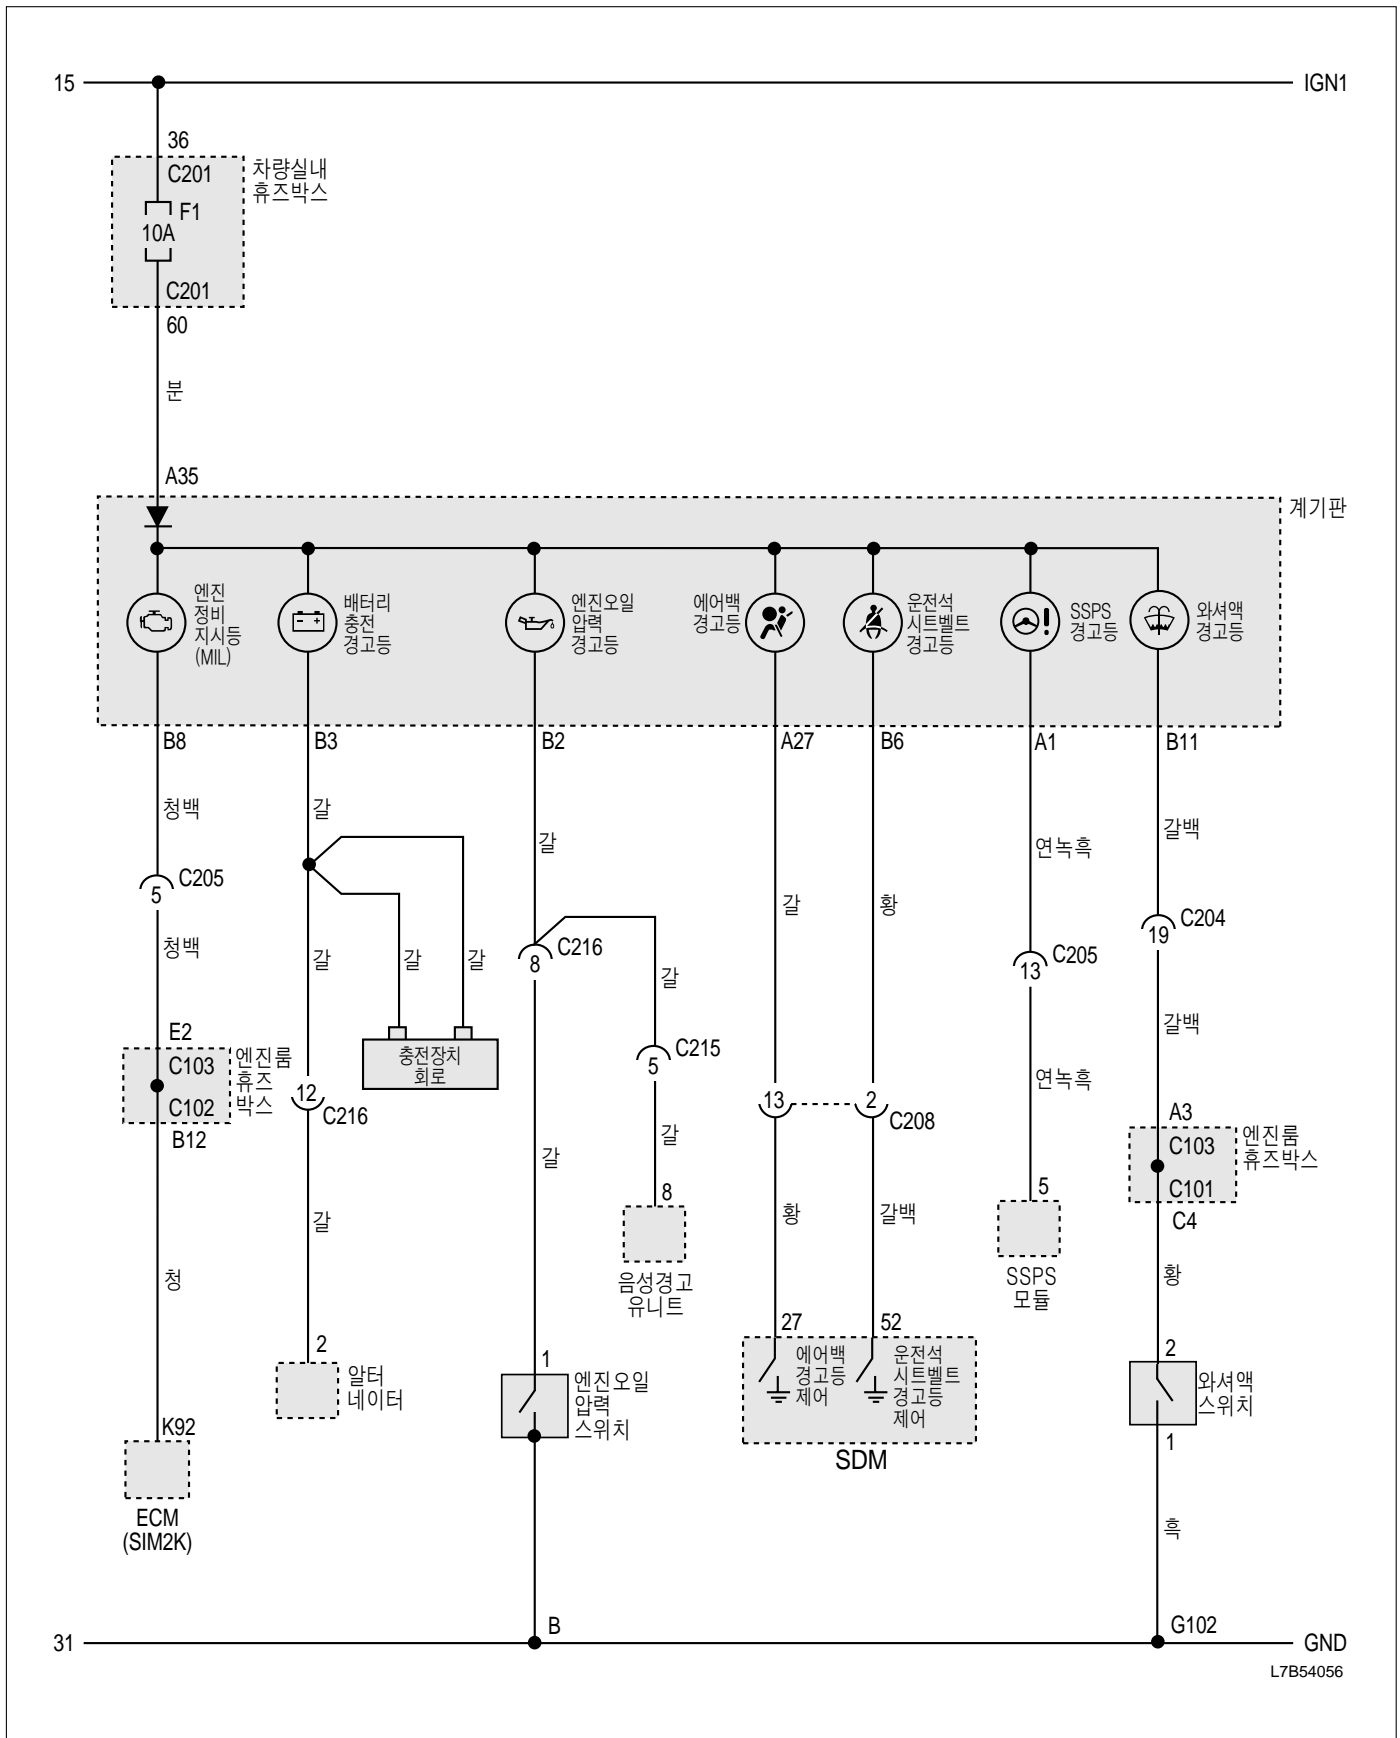 15
IGN1
36
C201
차량실내
휴즈박스
F1
10A
C201
60
분
A35
계기판
엔진
정비
지시등
(MIL)
배터리
충전
경고등
엔진오일
압력
경고등
에어백
경고등
운전석
시트벨트
경고등
SSPS
경고등
와셔액
경고등
B8
B3
B2
A27
B6
A1
B11
청백
갈
갈
갈
황
연녹흑
갈백
5
C205
8
C216
13
C205
19
C204
청백
갈
갈
갈
갈
연녹흑
갈백
E2
C103
C102
B12
엔진룸
휴즈
박스
충전장치
회로
12
C216
5
C215
13
2
C208
A3
C103
C101
C4
엔진룸
휴즈박스
청
갈
갈
갈
황
갈백
황
8
음성경고
유니트
5
SSPS
모듈
2
알터
네이터
1
엔진오일
압력
스위치
27
에어백
경고등
제어
52
운전석
시트벨트
경고등
제어
SDM
2
와셔액
스위치
1
K92
ECM
(SIM2K)
흑
31
B
G102
GND
L7B54056